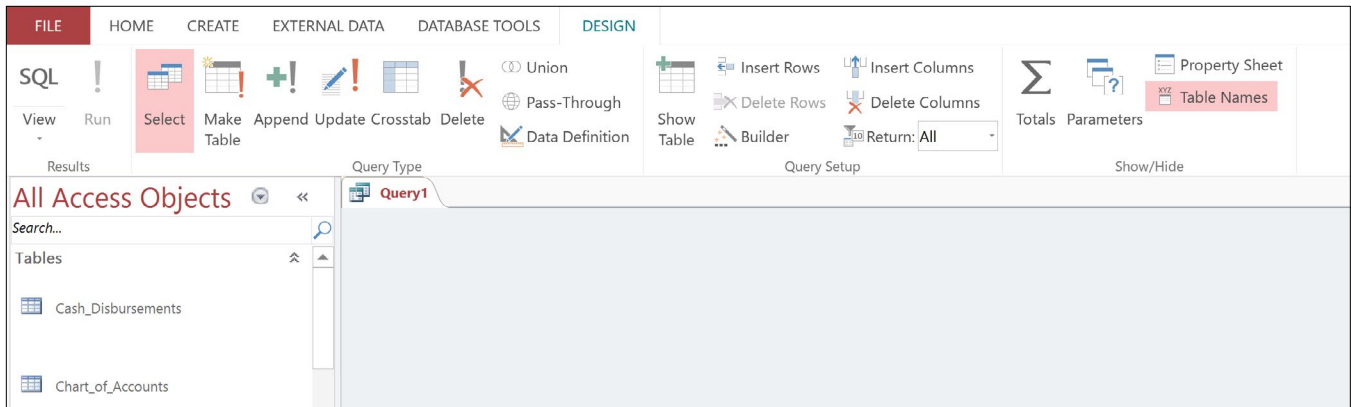 FILE HOME CREATE EXTERNAL DATA DATABASE TOOLS DESIGN
SQL
View
Run
Results
Select
Make
Table
Append
Update
Crosstab
Delete
Union
Pass-Through
Data Definition
Query Type
Show
Table
Insert Rows
Delete Rows
Builder
Insert Columns
Delete Columns
10 Return: All
Query Setup
Σ
Totals
[?]
Parameters
Property Sheet
XYZ Table Names
Show/Hide
All Access Objects «
Search...
Tables
Cash_Disbursements
Chart_of_Accounts
Query1